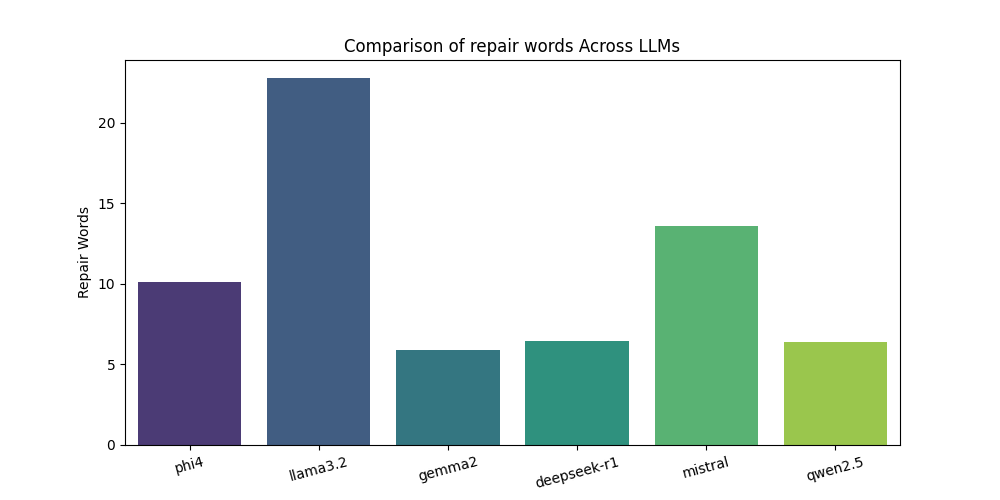 Comparison of repair words Across LLMs
Repair Words
20
15
10
5
0
phi4
llama3.2
gemma2
deepseek-r1
mistral
qwen2.5